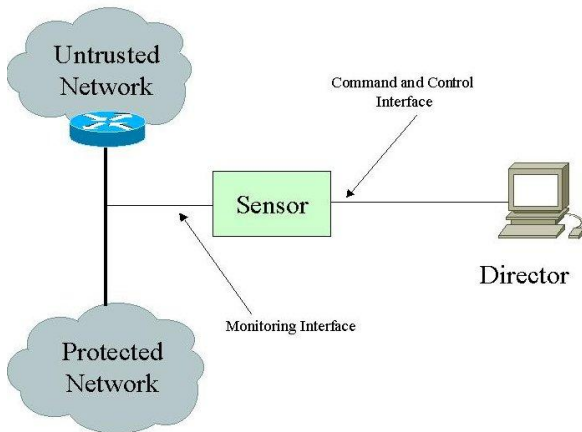 Untrusted
Network
Command and Control
Interface
Sensor
Director
Monitoring Interface
Protected
Network